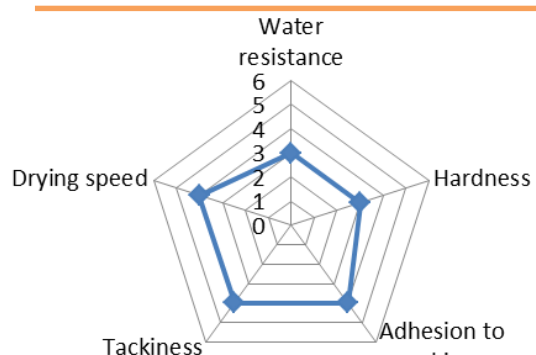 Water
resistance
6
5
4
3
2
1
0
Drying speed
Hardness
Tackiness
Adhesion to